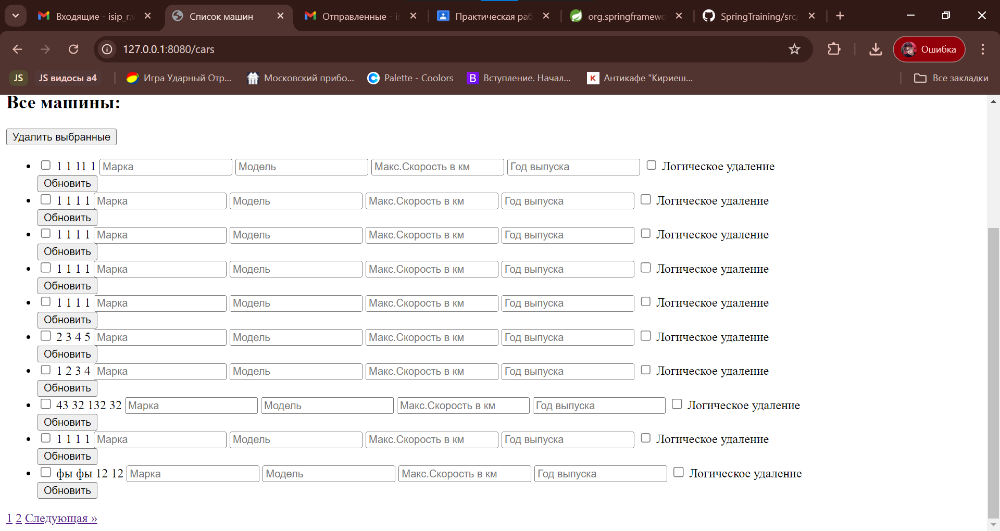 Входящие - isip_r.
Список машин
Отправленные - is
Практическая раб
org.springframewo
SpringTraining/src/
127.0.0.1:8080/cars
Ошибка
JS
JS видосы а4
Игра Ударный Отр...
Московский прибо...
Palette - Coolors
B
Вступление. Начал...
K
Антикафе "Кириеш...
Все закладки
Все машины:
Удалить выбранные
1 1 11 1 Марка Модель Макс.Скорость в км Год выпуска Логическое удаление
Обновить
1 1 1 1 Марка Модель Макс.Скорость в км Год выпуска Логическое удаление
Обновить
1 1 1 1 Марка Модель Макс.Скорость в км Год выпуска Логическое удаление
Обновить
1 1 1 1 Марка Модель Макс.Скорость в км Год выпуска Логическое удаление
Обновить
1 1 1 1 Марка Модель Макс.Скорость в км Год выпуска Логическое удаление
Обновить
2 3 4 5 Марка Модель Макс.Скорость в км Год выпуска Логическое удаление
Обновить
1 2 3 4 Марка Модель Макс.Скорость в км Год выпуска Логическое удаление
Обновить
43 32 132 32 Марка Модель Макс.Скорость в км Год выпуска Логическое удаление
Обновить
1 1 1 1 Марка Модель Макс.Скорость в км Год выпуска Логическое удаление
Обновить
фы фы 12 12 Марка Модель Макс.Скорость в км Год выпуска Логическое удаление
Обновить
1 2 Следующая »